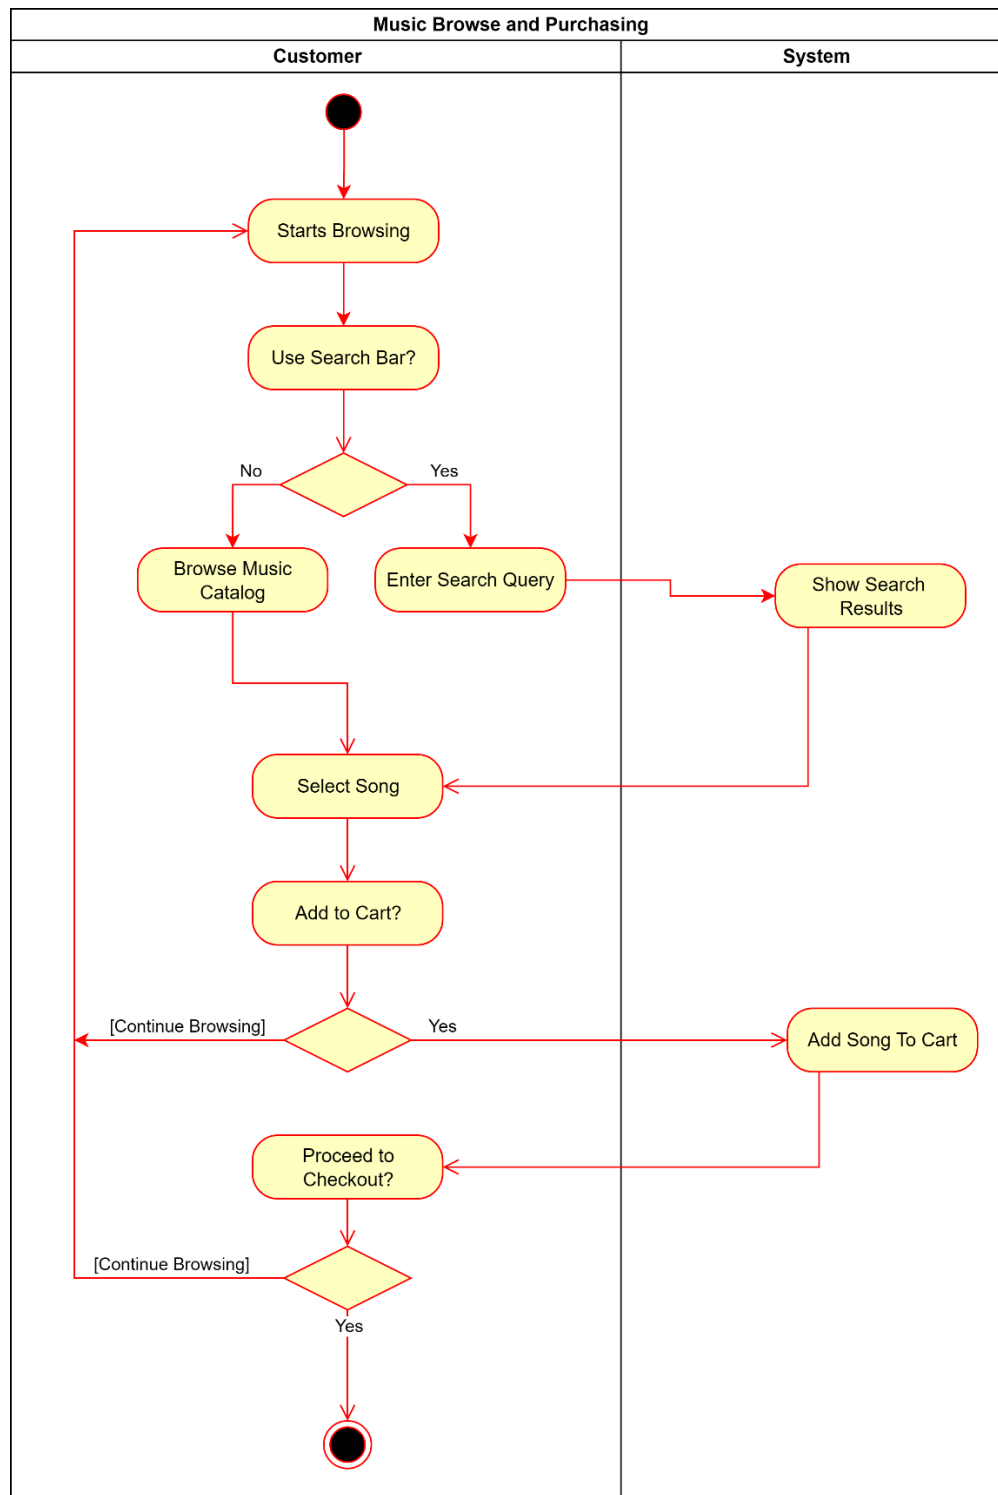 Music Browse and Purchasing
Customer
System
Starts Browsing
Use Search Bar?
No
Yes
Browse Music
Catalog
Enter Search Query
Show Search
Results
Select Song
Add to Cart?
[Continue Browsing]
Yes
Add Song To Cart
Proceed to
Checkout?
[Continue Browsing]
Yes